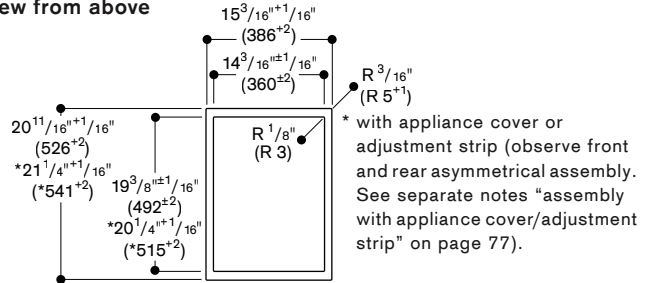 ew from above
15 3/16"+1/16"
(386+2)
14 3/16"±1/16"
(360±2)
R 3/16"
(R 5+1)
20 11/16"+1/16"
(526+2)
*21 1/4"+1/16"
(*541+2)
19 3/8"±1/16"
(492±2)
*20 1/4"+1/16"
(*515+2)
R 1/8"
(R 3)
* with appliance cover or
adjustment strip (observe front
and rear asymmetrical assembly.
See separate notes “assembly
with appliance cover/adjustment
strip” on page 77).